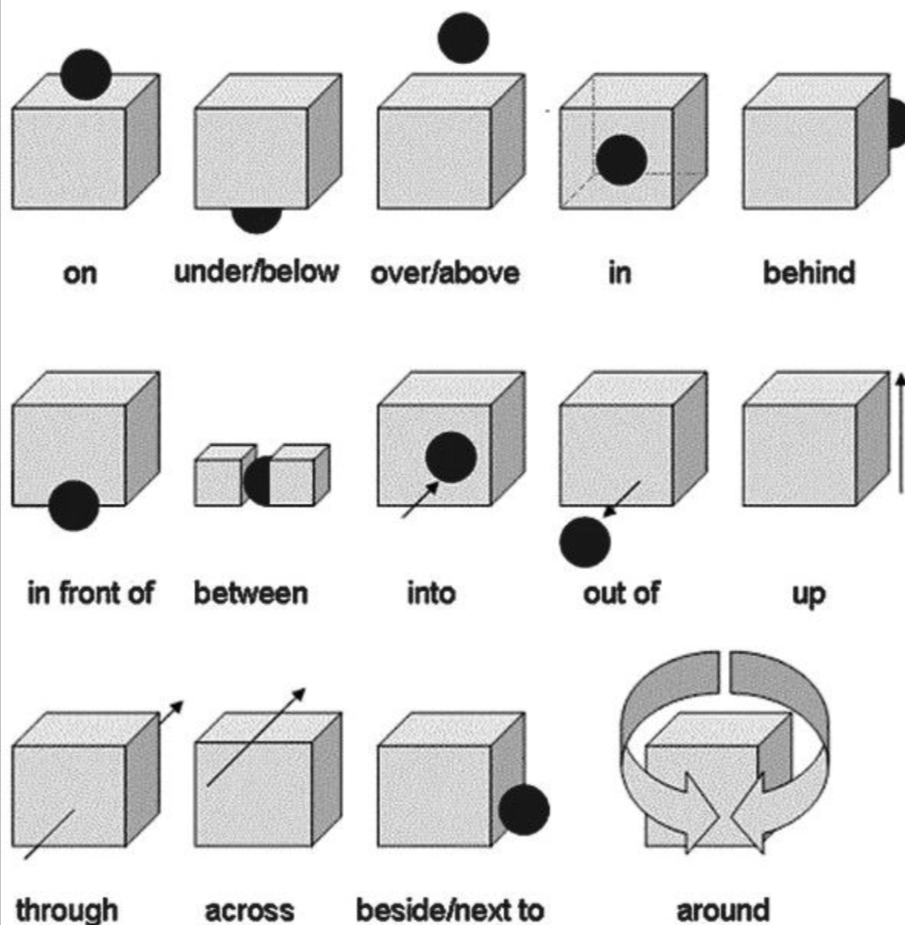 on under/below over/above in behind
in front of between into out of up
through across beside/next to around